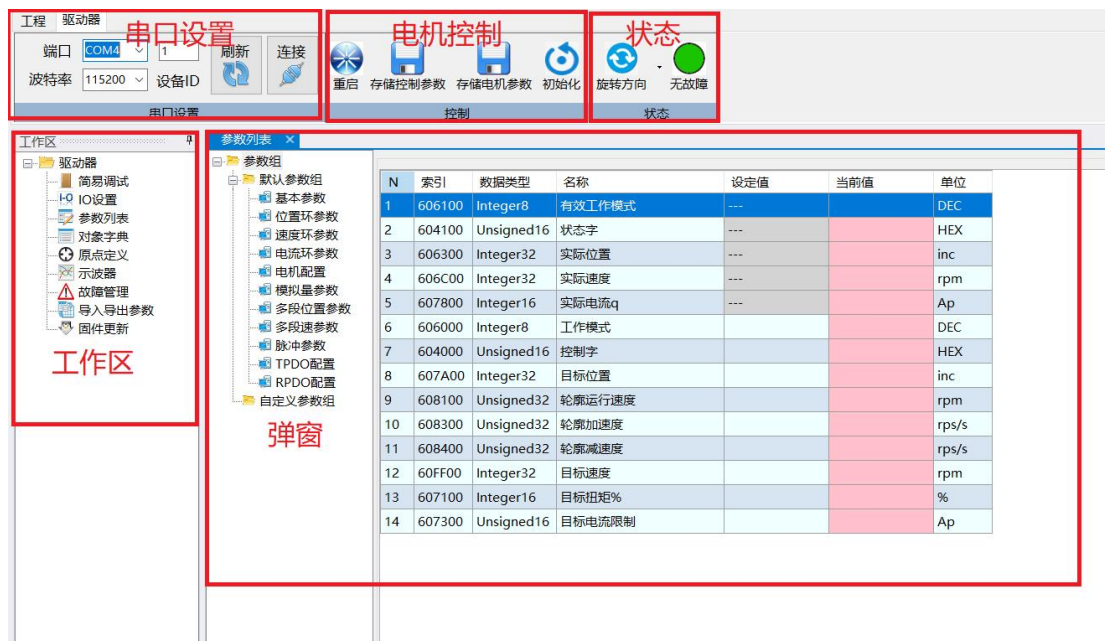 工程 驱动器
串口设置
端口 COM4 1 刷新 连接
波特率 115200 设备ID
串口设置
电机控制
重启 存储控制参数 存储电机参数 初始化
控制
状态
旋转方向 无故障
状态
工作区
驱动器
简易调试
I-O IO设置
参数列表
对象字典
原点定义
示波器
故障管理
导入导出参数
固件更新
工作区
参数列表 ×
参数组
默认参数组
基本参数
位置环参数
速度环参数
电流环参数
电机配置
模拟量参数
多段位置参数
多段速参数
脉冲参数
TPDO配置
RPDO配置
自定义参数组
弹窗
N 索引 数据类型 名称 设定值 当前值 单位
1 606100 Integer8 有效工作模式 --- DEC
2 604100 Unsigned16 状态字 --- HEX
3 606300 Integer32 实际位置 --- inc
4 606C00 Integer32 实际速度 --- rpm
5 607800 Integer16 实际电流q --- Ap
6 606000 Integer8 工作模式 DEC
7 604000 Unsigned16 控制字 HEX
8 607A00 Integer32 目标位置 inc
9 608100 Unsigned32 轮廓运行速度 rpm
10 608300 Unsigned32 轮廓加速度 rps/s
11 608400 Unsigned32 轮廓减速度 rps/s
12 60FF00 Integer32 目标速度 rpm
13 607100 Integer16 目标扭矩% %
14 607300 Unsigned16 目标电流限制 Ap